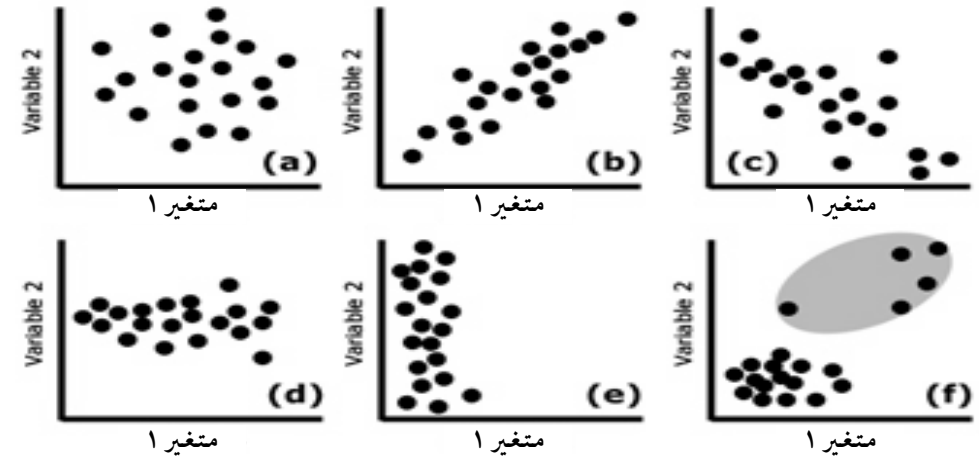 Variable 2
(a)
متغير ١
Variable 2
(b)
متغير ١
Variable 2
(c)
متغير ١
Variable 2
(d)
متغير ١
Variable 2
(e)
متغير ١
Variable 2
(f)
متغير ١